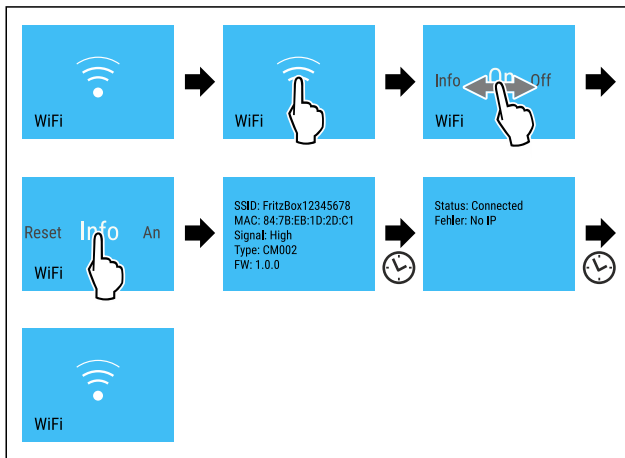 WiFi
WiFi
Info On Off
WiFi
Reset Info An
WiFi
SSID: FritzBox12345678
MAC: 84:7B:EB:1D:2D:C1
Signal: High
Type: CM002
FW: 1.0.0
Status: Connected
Fehler: No IP
WiFi